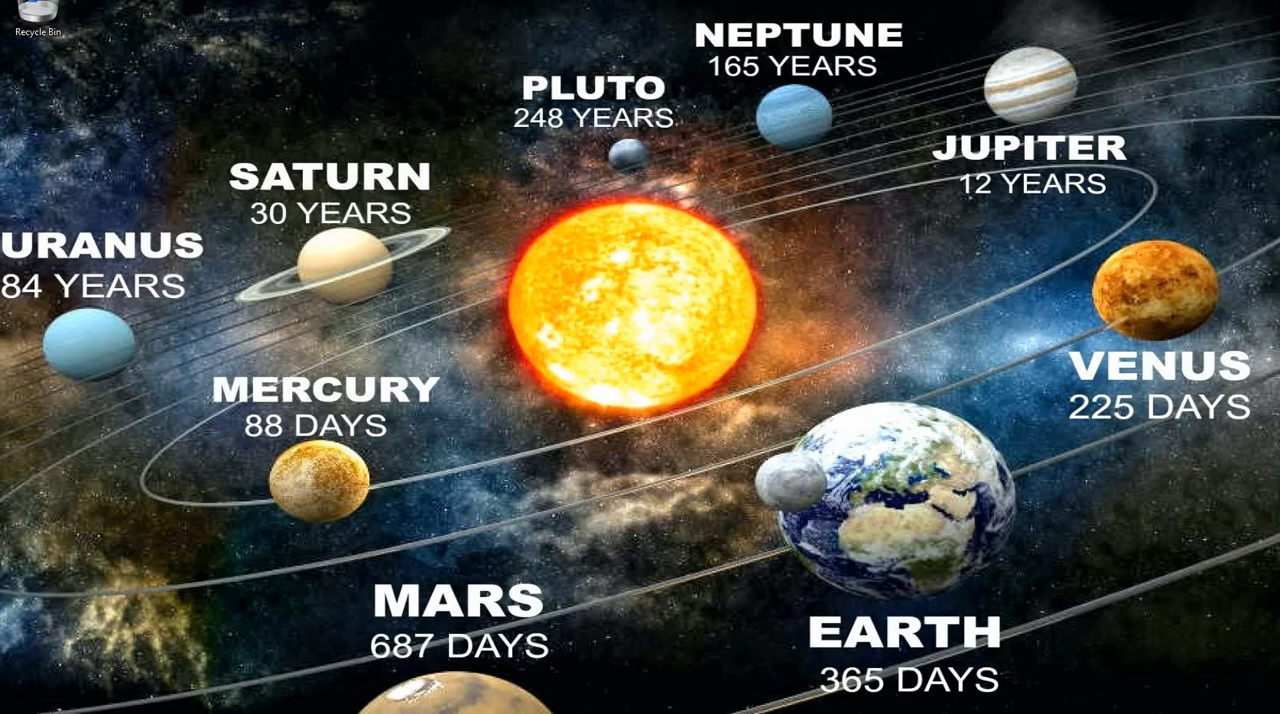 Recycle Bin
NEPTUNE
165 YEARS
PLUTO
248 YEARS
JUPITER
12 YEARS
SATURN
30 YEARS
URANUS
84 YEARS
VENUS
225 DAYS
MERCURY
88 DAYS
MARS
687 DAYS
EARTH
365 DAYS